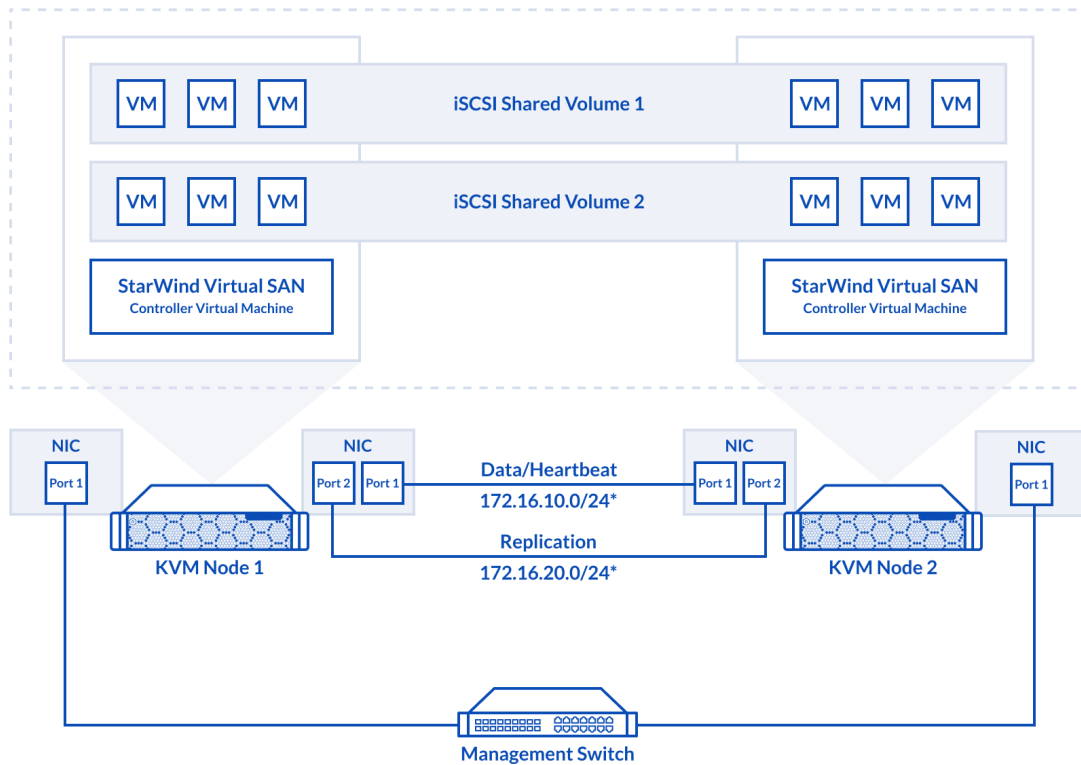 VM VM VM iSCSI Shared Volume 1 VM VM VM
VM VM VM iSCSI Shared Volume 2 VM VM VM
StarWind Virtual SAN
Controller Virtual Machine
StarWind Virtual SAN
Controller Virtual Machine
NIC
Port 1
NIC
Port 2 Port 1
Data/Heartbeat
172.16.10.0/24*
Replication
172.16.20.0/24*
NIC
Port 1 Port 2
NIC
Port 1
KVM Node 1
KVM Node 2
Management Switch